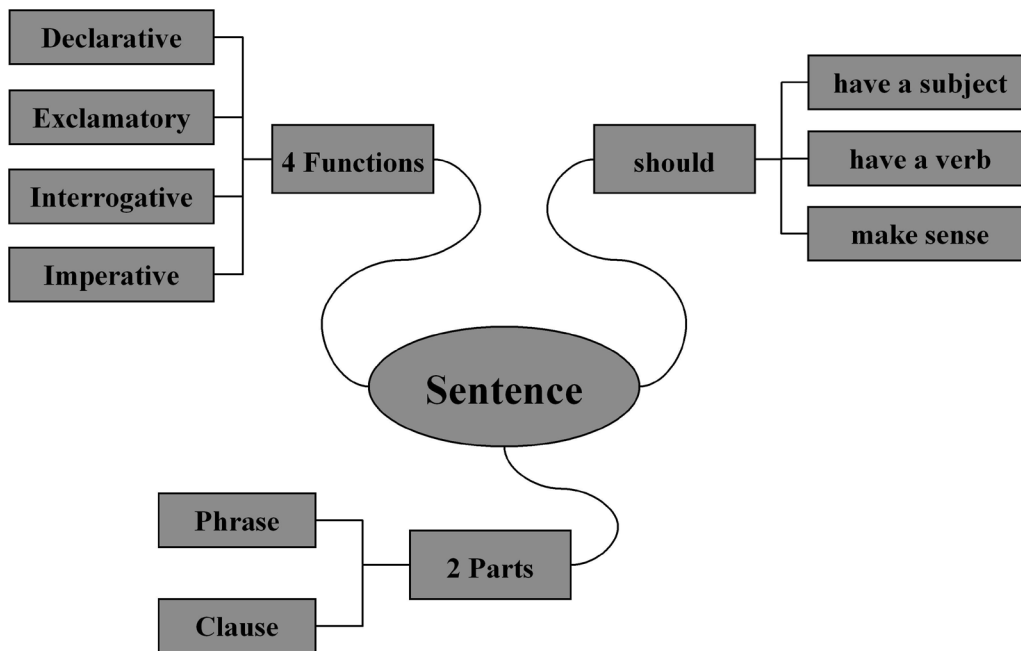 Declarative
Exclamatory
Interrogative
Imperative
4 Functions
should
have a subject
have a verb
make sense
Sentence
Phrase
Clause
2 Parts